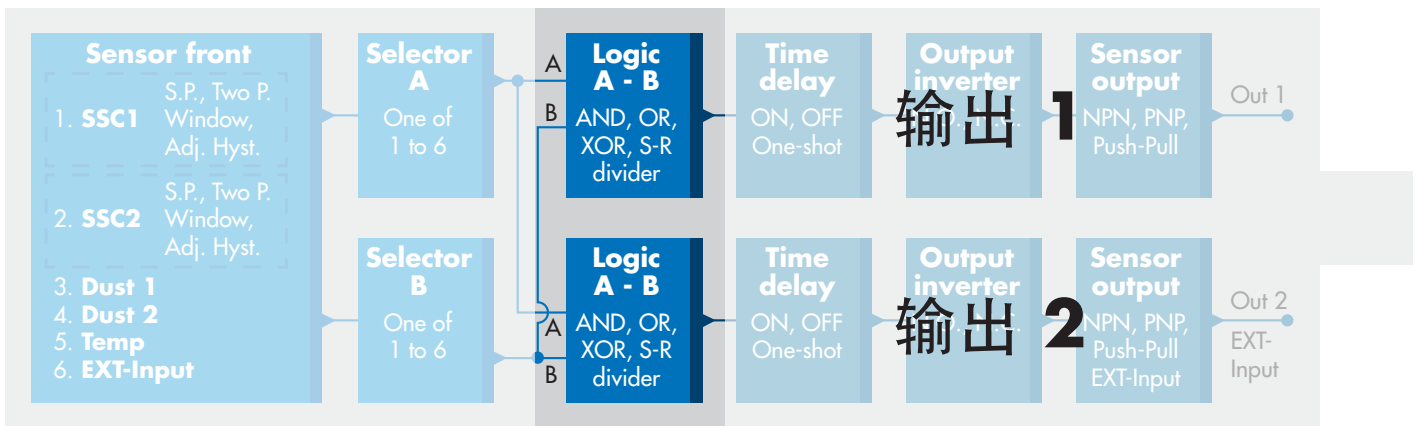 Sensor front
1. SSC1
S.P., Two P.
Window,
Adj. Hyst.
2. SSC2
S.P., Two P.
Window,
Adj. Hyst.
3. Dust 1
4. Dust 2
5. Temp
6. EXT-Input
Selector
A
One of
1 to 6
Selector
B
One of
1 to 6
A
B
Logic
A - B
AND, OR,
XOR, S-R
divider
Time
delay
ON, OFF
One-shot
Output
inverter
输出 1
Sensor
output
NPN, PNP,
Push-Pull
Out 1
A
B
Logic
A - B
AND, OR,
XOR, S-R
divider
Time
delay
ON, OFF
One-shot
Output
inverter
输出 2
Sensor
output
NPN, PNP,
Push-Pull
EXT-Input
Out 2
EXT-
Input